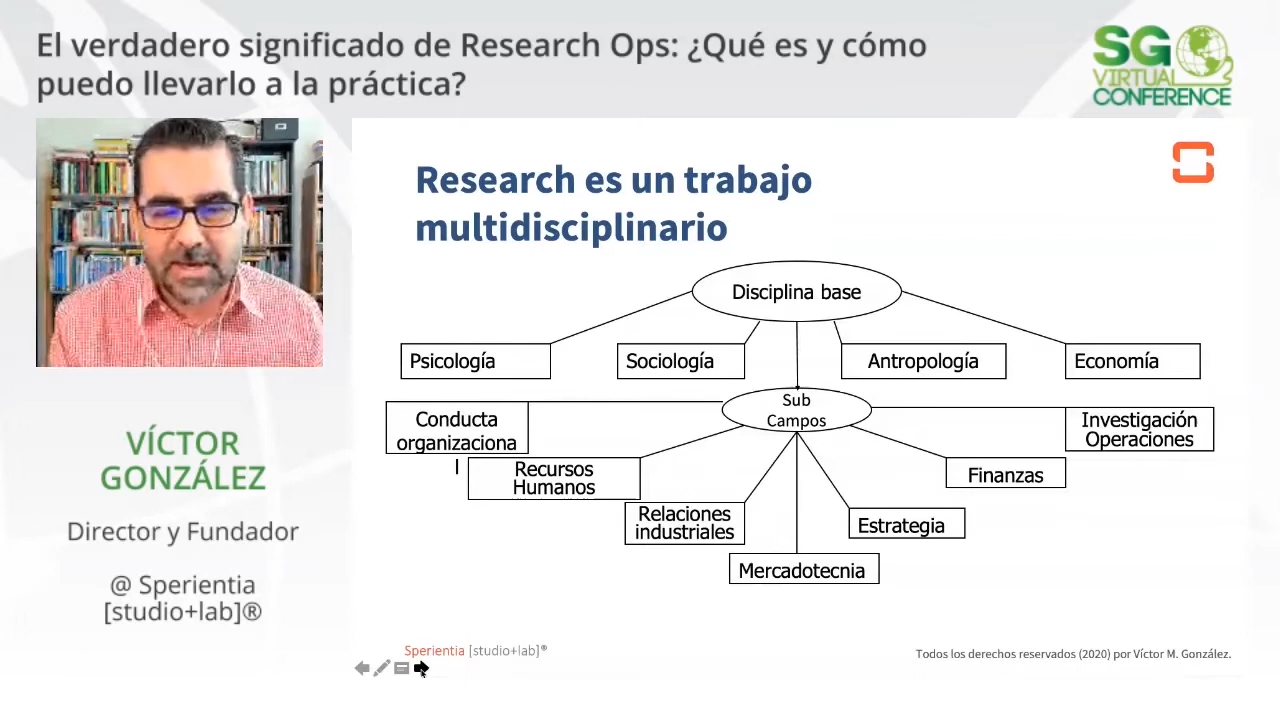 El verdadero significado de Research Ops: ¿Qué es y cómo
puedo llevarlo a la práctica?
SG
VIRTUAL
CONFERENCE
VÍCTOR
GONZÁLEZ
Director y Fundador
@ Sperientia
[studio+lab]®
Research es un trabajo
multidisciplinario
Disciplina base
Psicología
Sociología
Antropología
Economía
Sub
Campos
Conducta
organizaciona
l
Investigación
Operaciones
Recursos
Humanos
Finanzas
Relaciones
industriales
Estrategia
Mercadotecnia
Sperientia [studio+lab]®
Todos los derechos reservados (2020) por Víctor M. González.